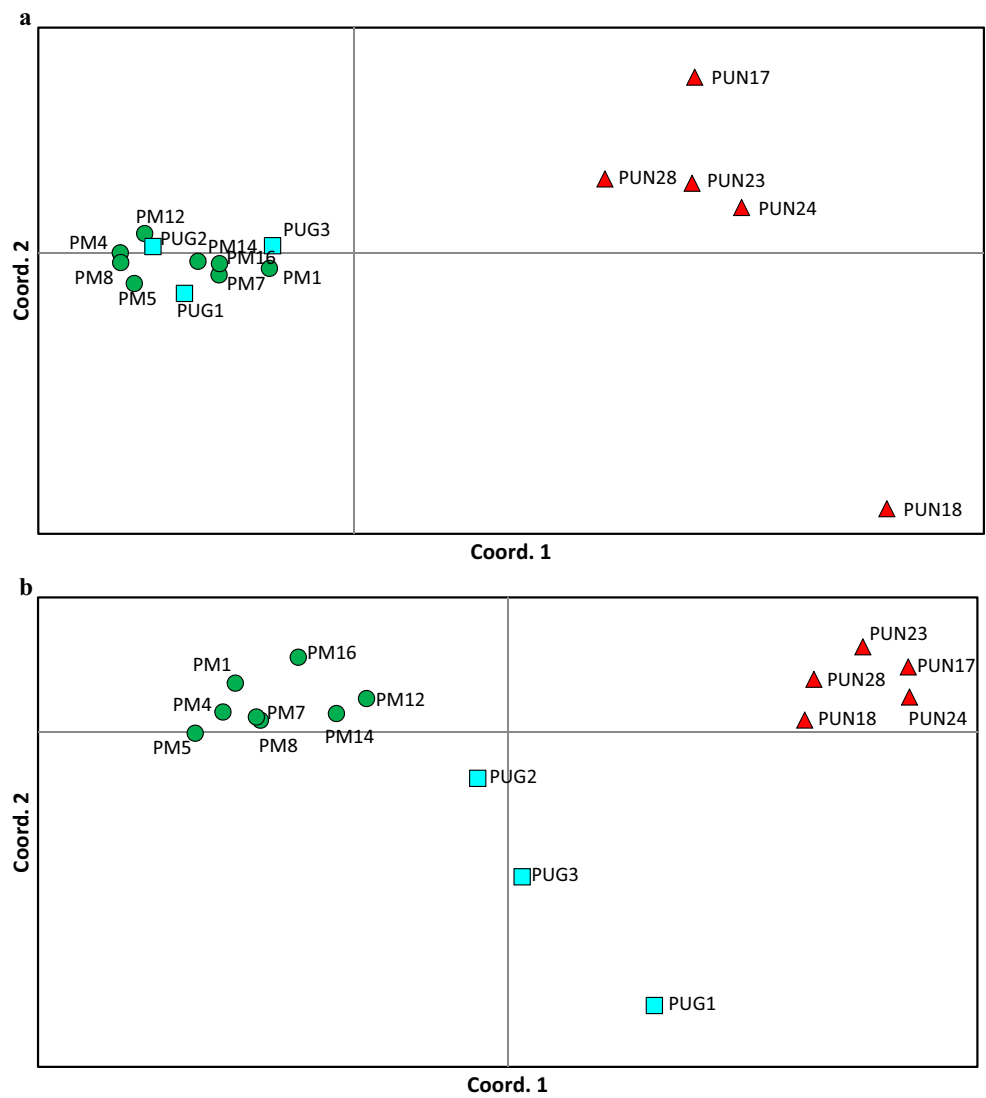 a
PUN17
PUN28
PUN23
PUN24
PM12
PUG3
PM4
PUG2
PM14
PM16
PM8
PM7
PM1
PM5
PUG1
Coord. 2
PUN18
Coord. 1
b
PUN23
PM16
PM1
PUN17
PUN28
PM12
PM4
PM7
PUN18
PUN24
PM5
PM8
PM14
PUG2
Coord. 2
PUG3
PUG1
Coord. 1